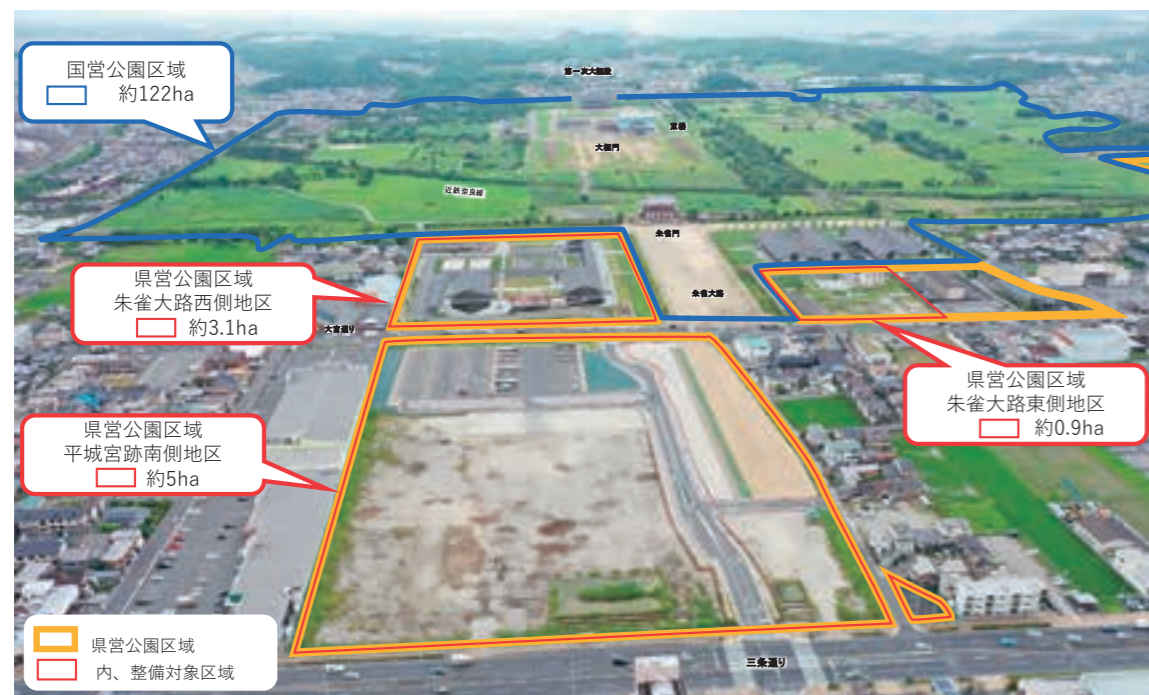 国営公園区域
約122ha
第一次大極殿
東楼
大極門
近鉄奈良線
朱雀門
県営公園区域
朱雀大路西側地区
約3.1ha
朱雀大路
大宮通り
県営公園区域
朱雀大路東側地区
約0.9ha
県営公園区域
平城宮跡南側地区
約5ha
県営公園区域
内、整備対象区域
三条通り